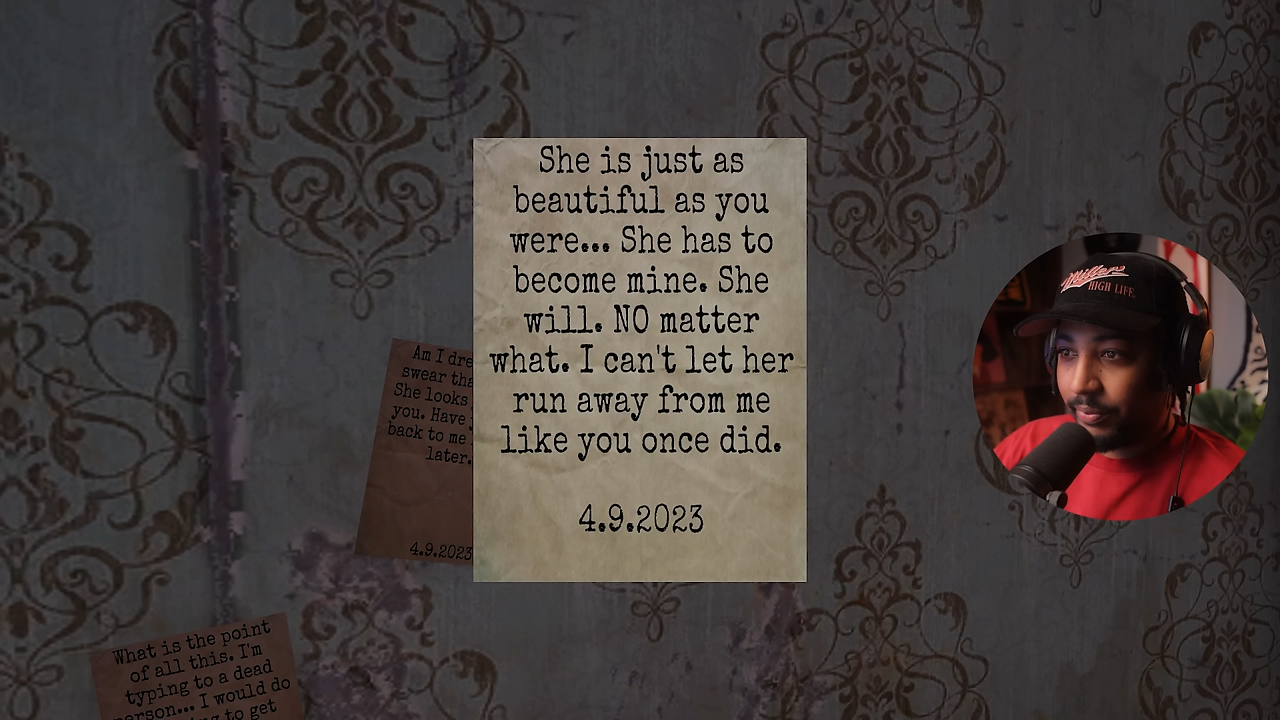 She is just as
beautiful as you
were... She has to
become mine. She
will. NO matter
what. I can't let her
run away from me
like you once did.
4.9.2023
Am I
swear
She looks
you. Have
back to me
later.
4.9.2023
What is the point
of all this. I'm
typing to a dead
person... I would do
to get
Miller
HIGH LIFE